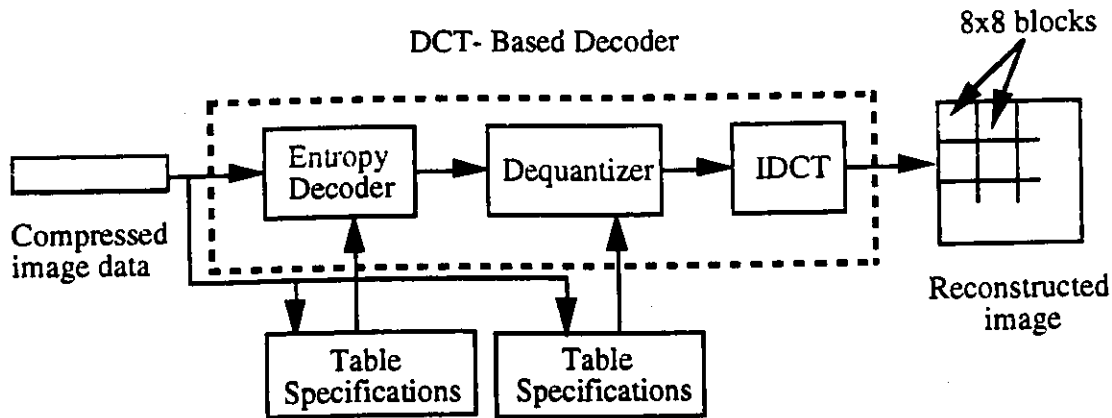 8x8 blocks
DCT- Based Decoder
Entropy
Decoder
Dequantizer
IDCT
Compressed
image data
Reconstructed
image
Table
Specifications
Table
Specifications